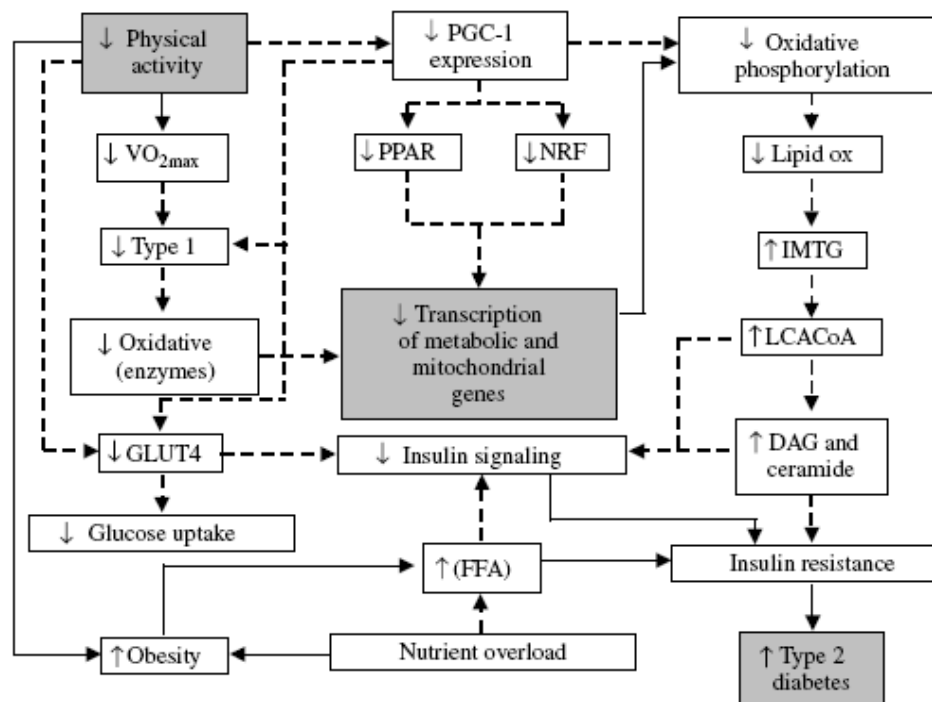 ↓ Physical
activity
↓ PGC-1
expression
↓ Oxidative
phosphorylation
↓ VO2max
↓PPAR
↓NRF
↓ Lipid ox
↓ Type 1
↑ IMTG
↓ Oxidative
(enzymes)
↓ Transcription
of metabolic and
mitochondrial
genes
↑LCACoA
↓GLUT4
↓ Insulin signaling
↑ DAG and
ceramide
↓ Glucose uptake
↑(FFA)
Insulin resistance
↑Obesity
Nutrient overload
↑ Type 2
diabetes